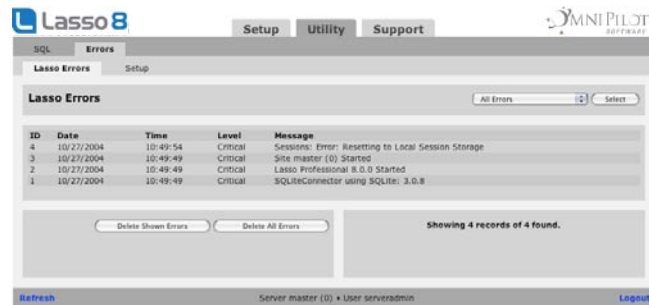 Lasso 8
Setup Utility Support
OMNIPILOT SOFTWARE
SQL Errors
Lasso Errors Setup
Lasso Errors
All Errors Select
ID Date Time Level Message
4 10/27/2004 10:49:54 Critical Sessions: Error: Resetting to Local Session Storage
3 10/27/2004 10:49:49 Critical Site master (0) Started
2 10/27/2004 10:49:49 Critical Lasso Professional 8.0.0 Started
1 10/27/2004 10:49:49 Critical SQLiteConnector using SQLite: 3.0.8
Delete Shown Errors Delete All Errors
Showing 4 records of 4 found.
Refresh Server master (0) • User serveradmin Logout